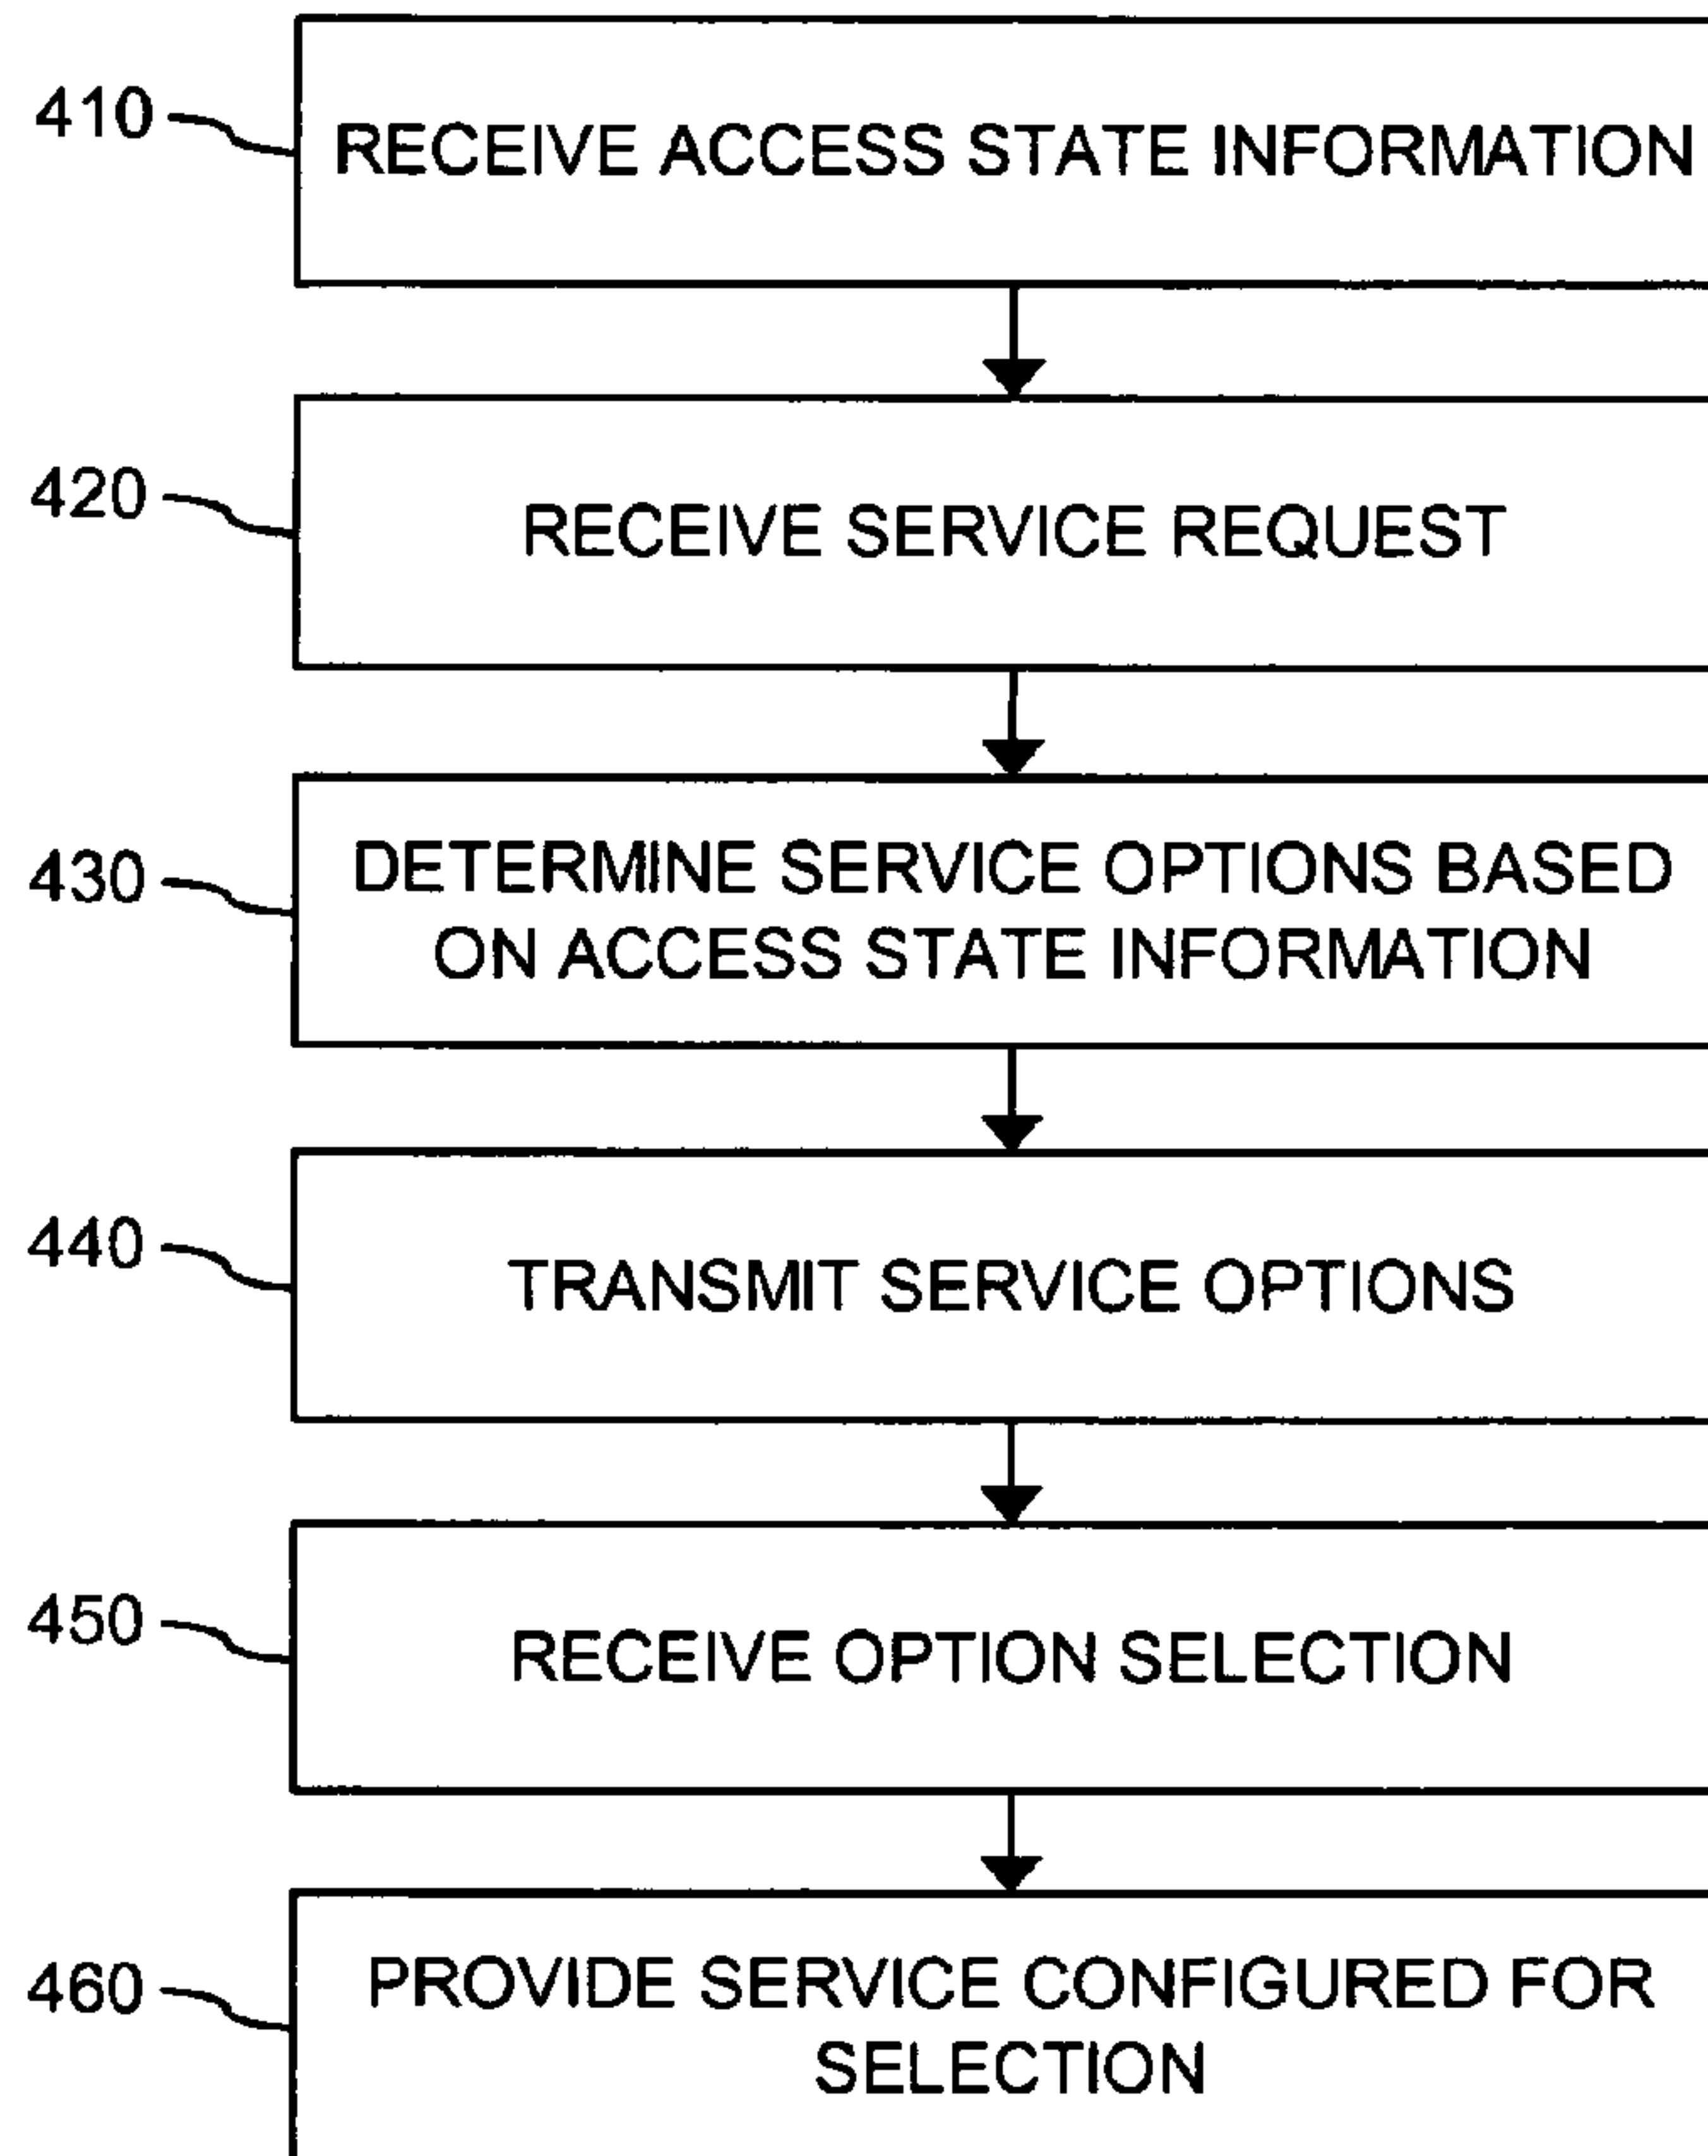 410
RECEIVE ACCESS STATE INFORMATION
420
RECEIVE SERVICE REQUEST
430
DETERMINE SERVICE OPTIONS BASED
ON ACCESS STATE INFORMATION
440
TRANSMIT SERVICE OPTIONS
450
RECEIVE OPTION SELECTION
460
PROVIDE SERVICE CONFIGURED FOR
SELECTION